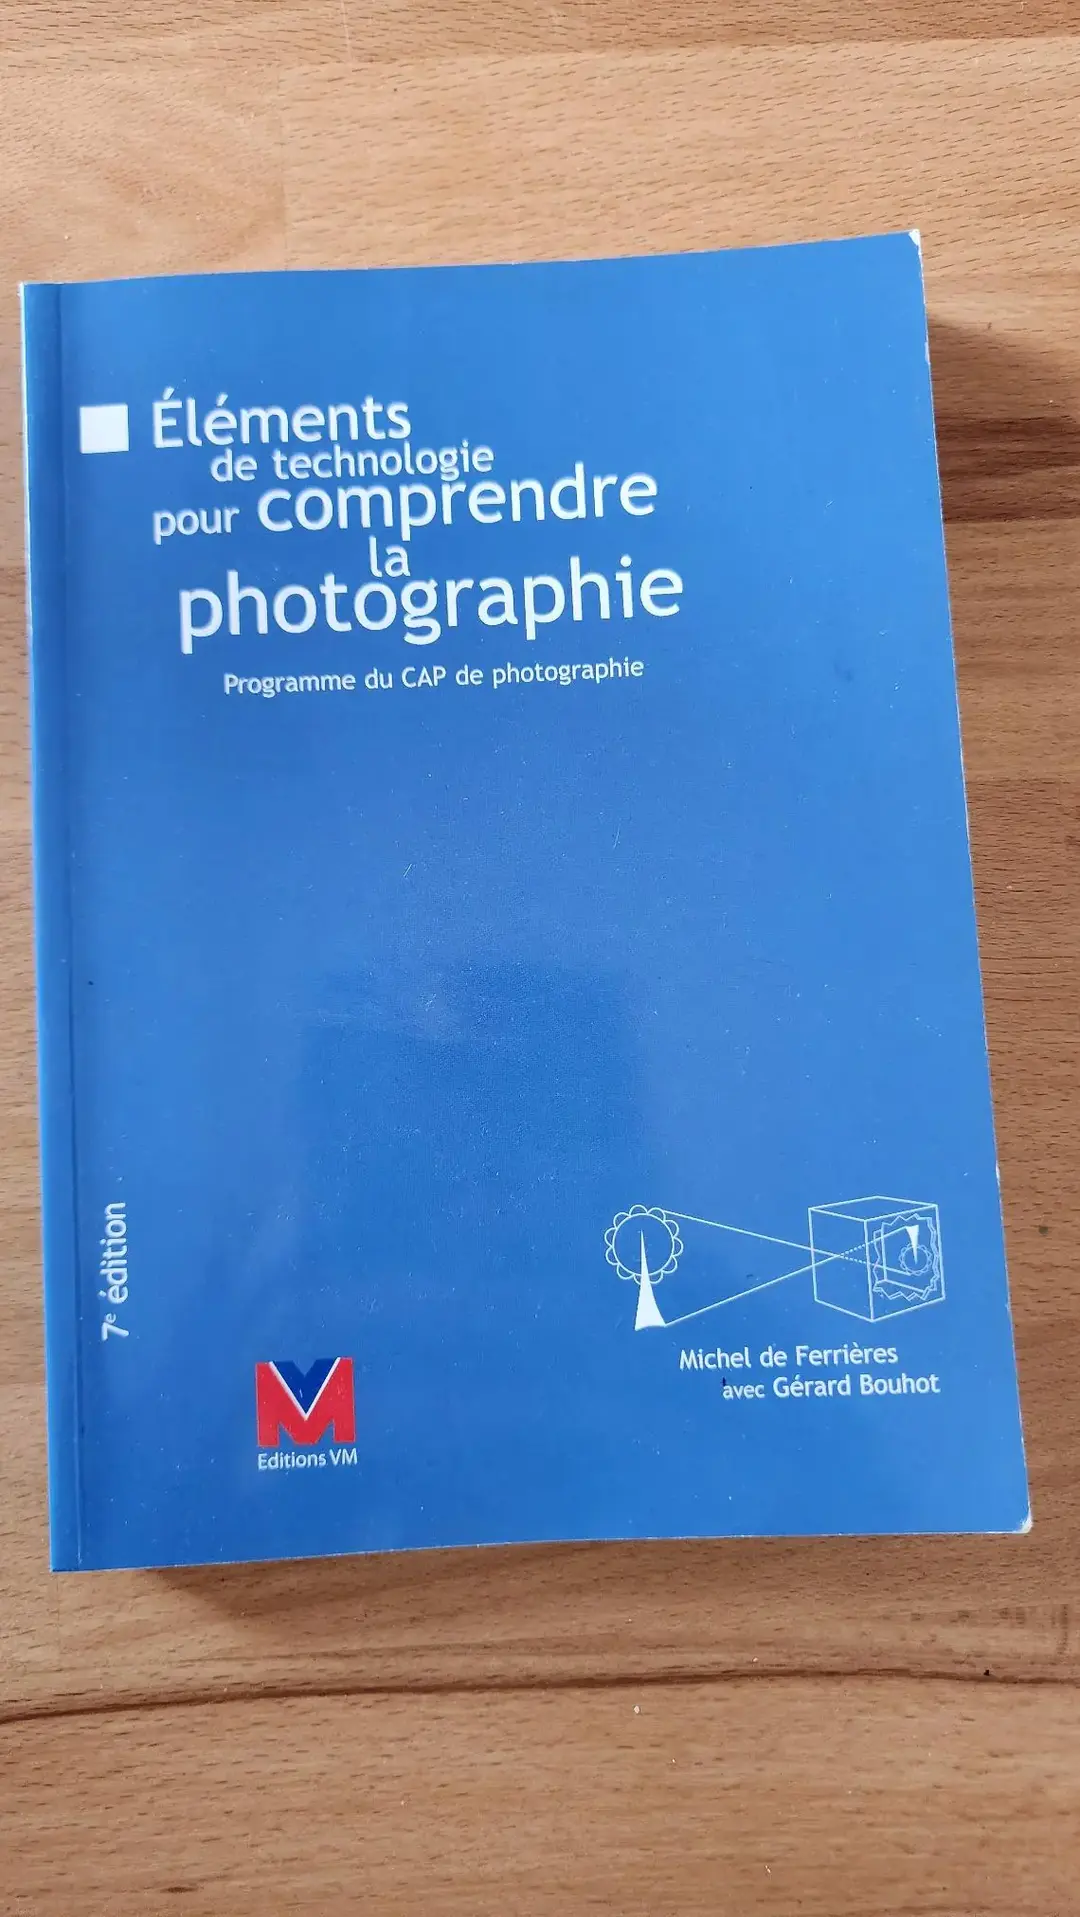 Éléments
de technologie
pour comprendre
la
photographie
Programme du CAP de photographie
7e édition
Michel de Ferrières
avec Gérard Bouhot
VM
Editions VM